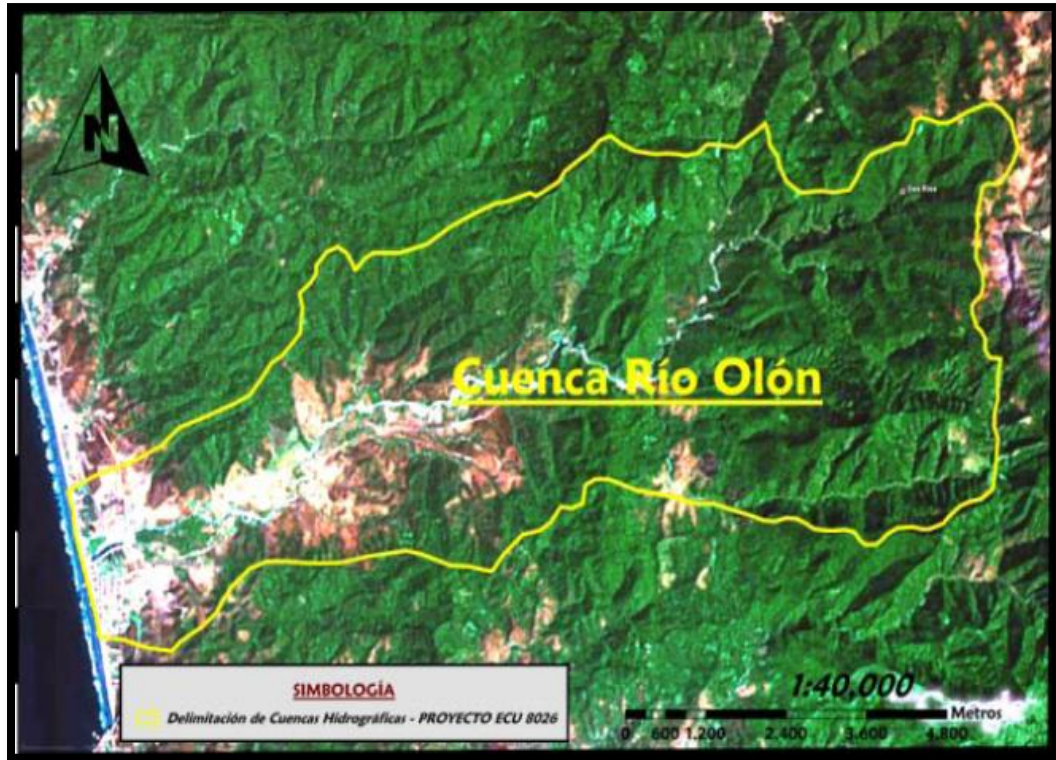 N
Cuenca Río Olón
SIMBOLOGÍA
Delimitación de Cuencas Hidrográficas - PROYECTO ECU 8026
1:40,000
Metros
0 600 1.200 2.400 3.600 4.800